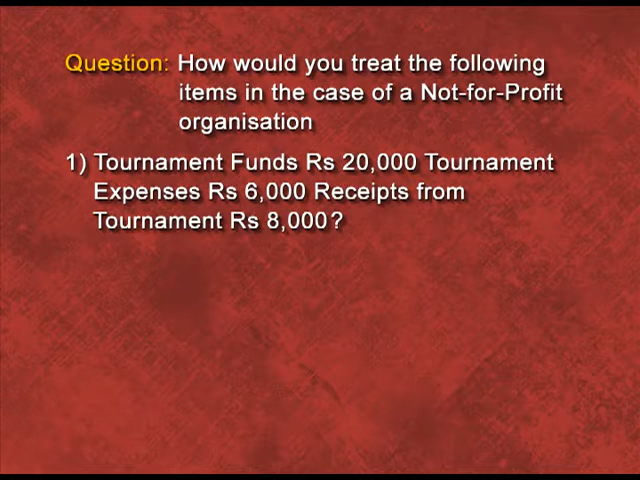 Question: How would you treat the following
items in the case of a Not-for-Profit
organisation
1) Tournament Funds Rs 20,000 Tournament
Expenses Rs 6,000 Receipts from
Tournament Rs 8,000?